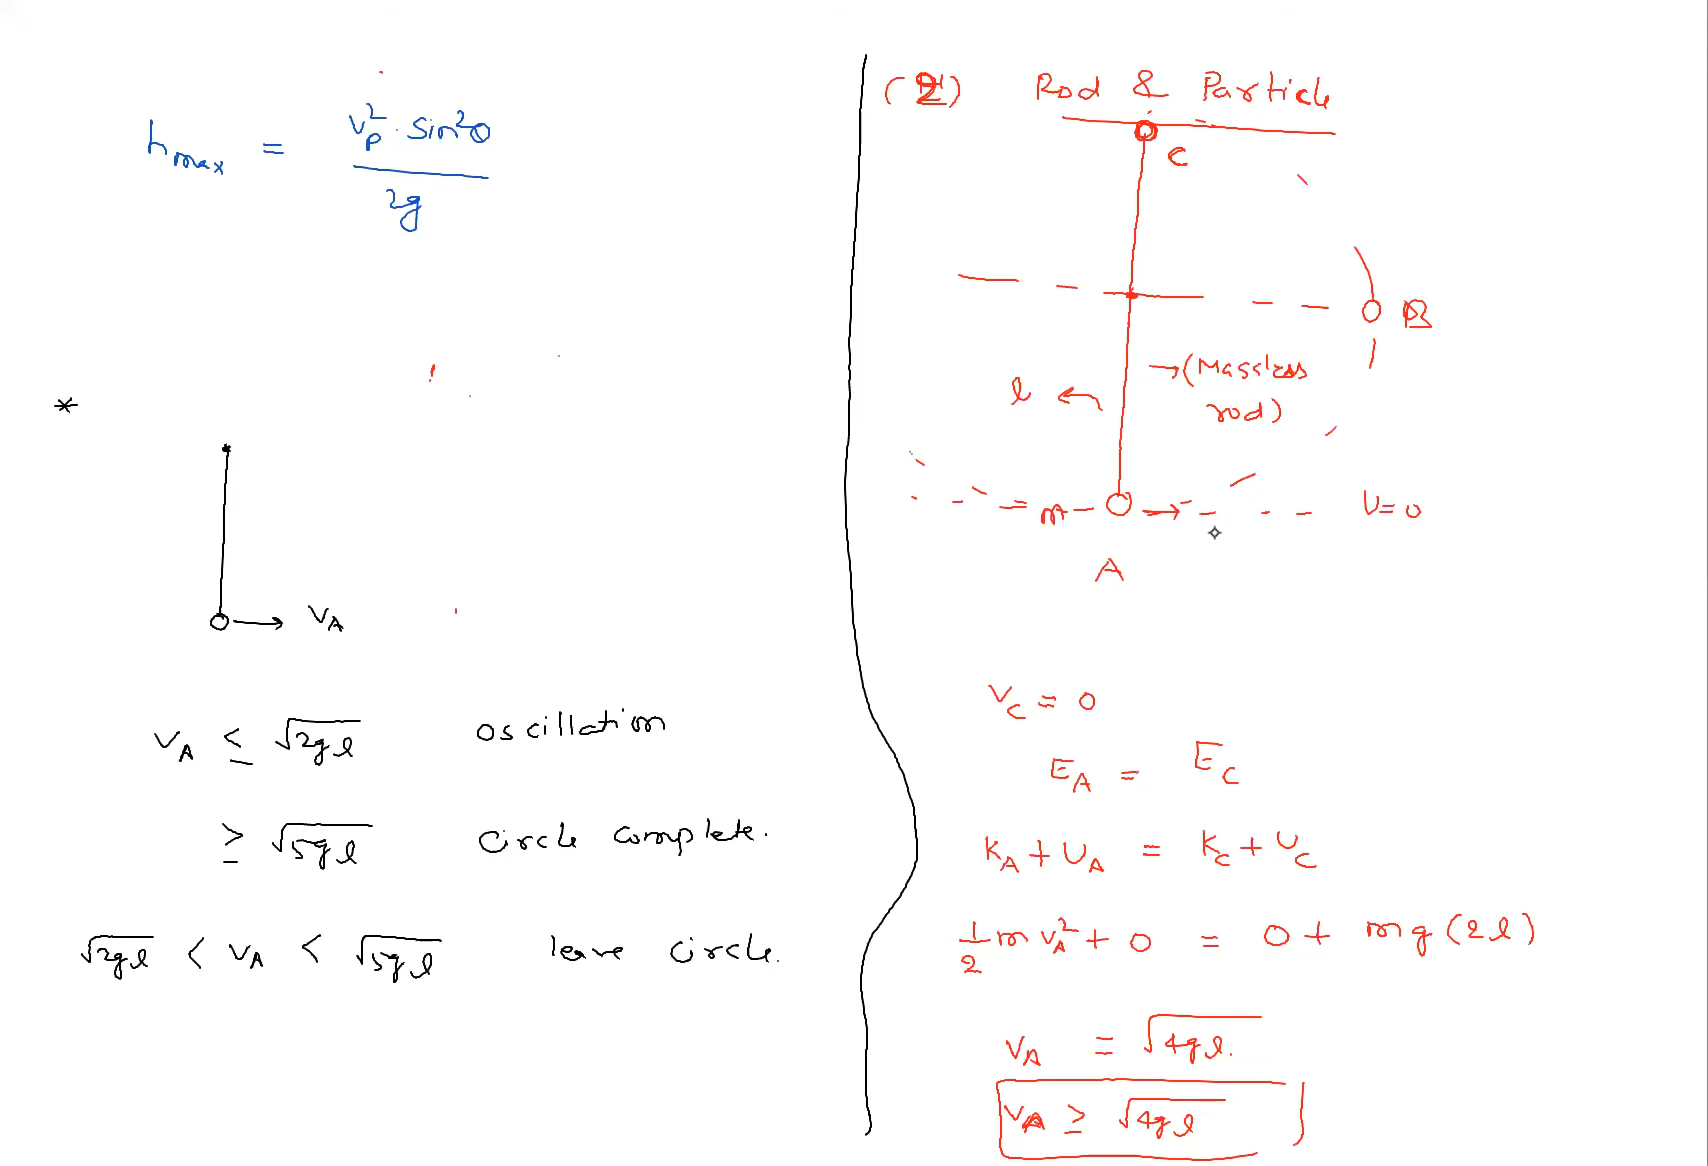 h_max = v_p^2 · Sin^2 θ / 2g
*
V_A
V_A ≤ √2gl oscillation
≥ √5gl Circle complete.
√2gl < V_A < √5gl leave circle.
(2) Rod & Particle
C
B
→(Massless
rod)
l
m
U=0
A
V_C = 0
E_A = E_C
K_A + U_A = K_C + U_C
1/2 m v_A^2 + 0 = 0 + mg(2l)
V_A = √4gl.
V_A ≥ √4gl